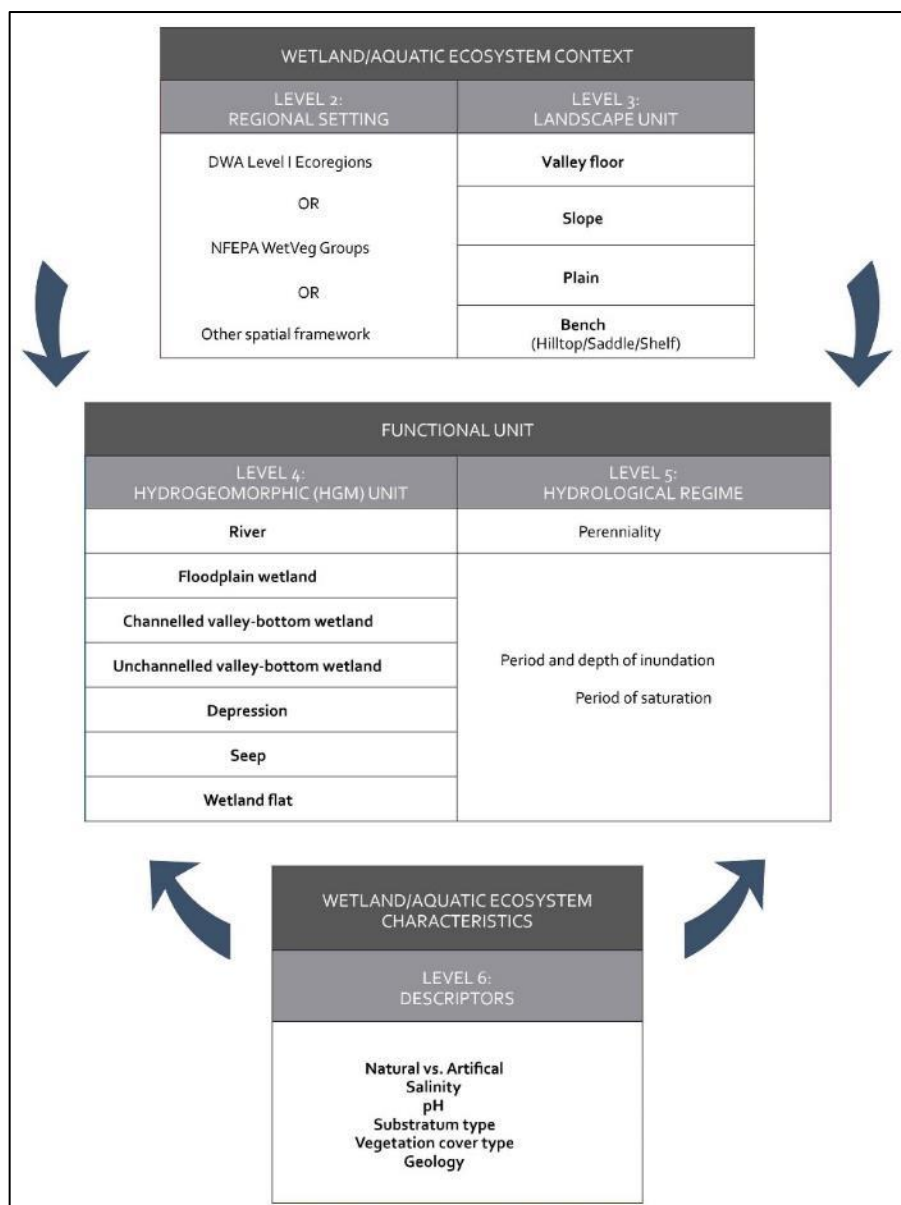 WETLAND/AQUATIC ECOSYSTEM CONTEXT
LEVEL 2:
REGIONAL SETTING
LEVEL 3:
LANDSCAPE UNIT
DWA Level I Ecoregions
OR
NFEPA WetVeg Groups
OR
Other spatial framework
Valley floor
Slope
Plain
Bench
(Hilltop/Saddle/Shelf)
FUNCTIONAL UNIT
LEVEL 4:
HYDROGEOMORPHIC (HGM) UNIT
LEVEL 5:
HYDROLOGICAL REGIME
River
Perenniality
Floodplain wetland
Channelled valley-bottom wetland
Unchannelled valley-bottom wetland
Depression
Seep
Wetland flat
Period and depth of inundation
Period of saturation
WETLAND/AQUATIC ECOSYSTEM
CHARACTERISTICS
LEVEL 6:
DESCRIPTORS
Natural vs. Artifical
Salinity
pH
Substratum type
Vegetation cover type
Geology